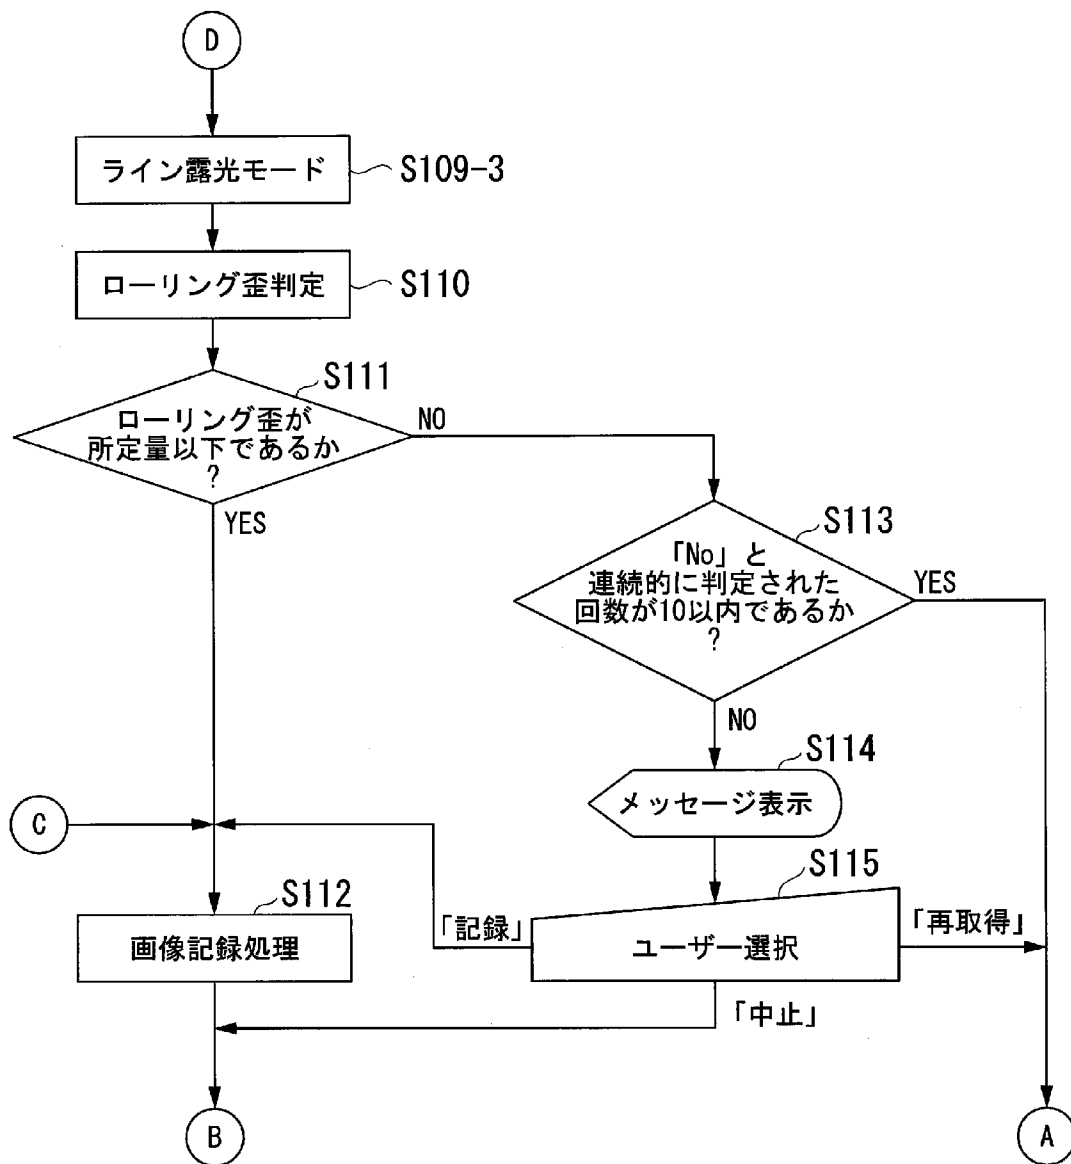 D
ライン露光モード
S109-3
ローリング歪判定
S110
S111
ローリング歪が
所定量以下であるか
?
NO
YES
S113
「No」と
連続的に判定された
回数が10以内であるか
?
YES
NO
S114
メッセージ表示
C
S115
S112
「記録」
ユーザー選択
「再取得」
画像記録処理
「中止」
B
A